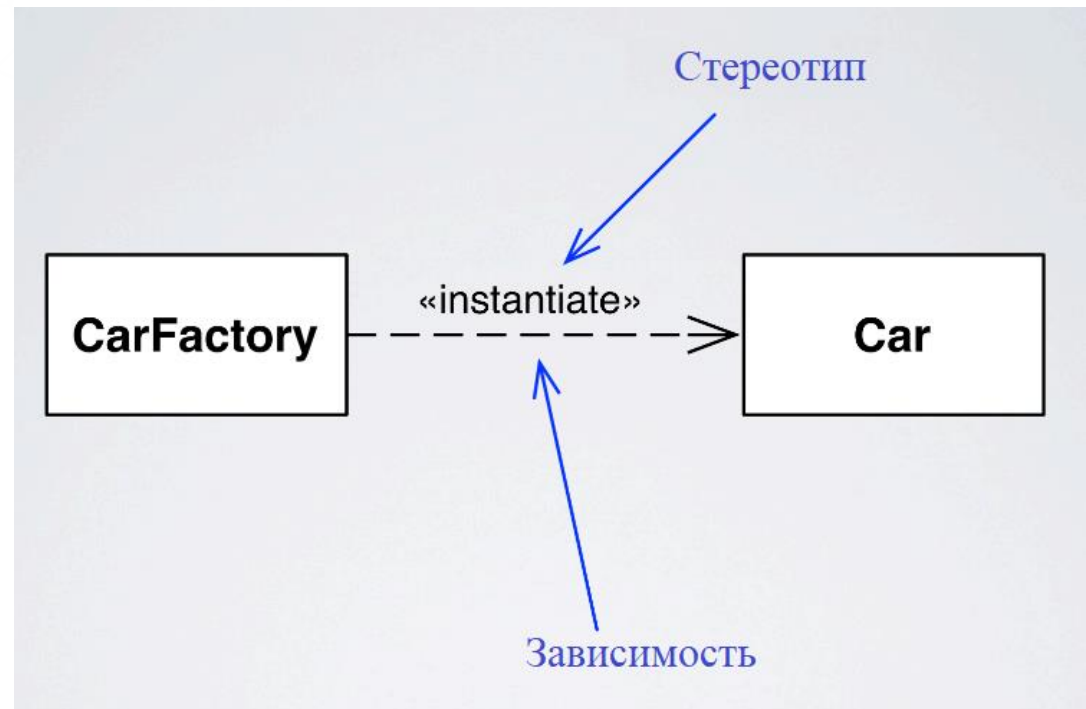 Стереотип
«instantiate»
CarFactory
Car
Зависимость